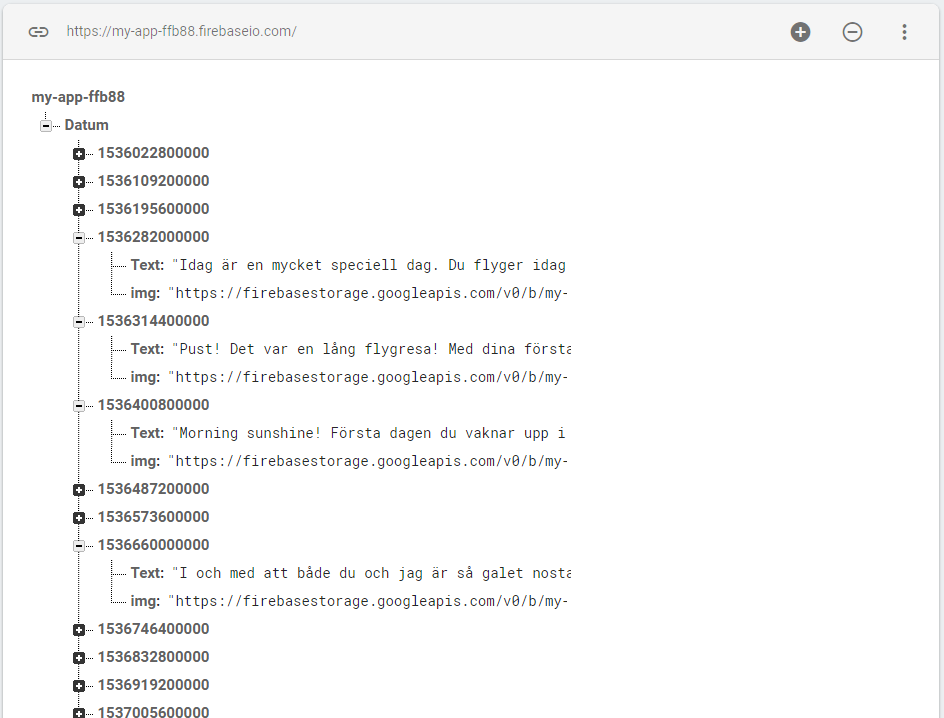 https://my-app-ffb88.firebaseio.com/
my-app-ffb88
Datum
1536022800000
1536109200000
1536195600000
1536282000000
Text: "Idag är en mycket speciell dag. Du flyger idag
img: "https://firebasestorage.googleapis.com/v0/b/my-
1536314400000
Text: "Pust! Det var en lång flygresa! Med dina första
img: "https://firebasestorage.googleapis.com/v0/b/my-
1536400800000
Text: "Morning sunshine! Första dagen du vaknar upp i
img: "https://firebasestorage.googleapis.com/v0/b/my-
1536487200000
1536573600000
1536660000000
Text: "I och med att både du och jag är så galet nosta
img: "https://firebasestorage.googleapis.com/v0/b/my-
1536746400000
1536832800000
1536919200000
1537005600000